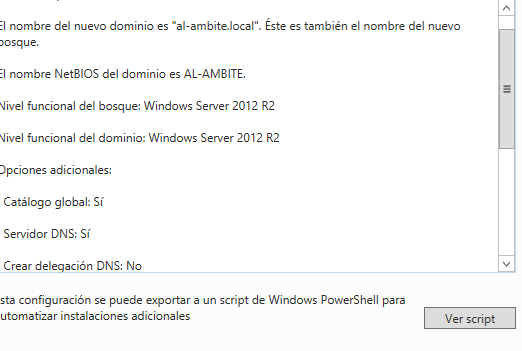 El nombre del nuevo dominio es "al-ambite.local". Éste es también el nombre del nuevo
bosque.
El nombre NetBIOS del dominio es AL-AMBITE.
Nivel funcional del bosque: Windows Server 2012 R2
Nivel funcional del dominio: Windows Server 2012 R2
Opciones adicionales:
Catálogo global: Sí
Servidor DNS: Sí
Crear delegación DNS: No
Esta configuración se puede exportar a un script de Windows PowerShell para
automatizar instalaciones adicionales
Ver script